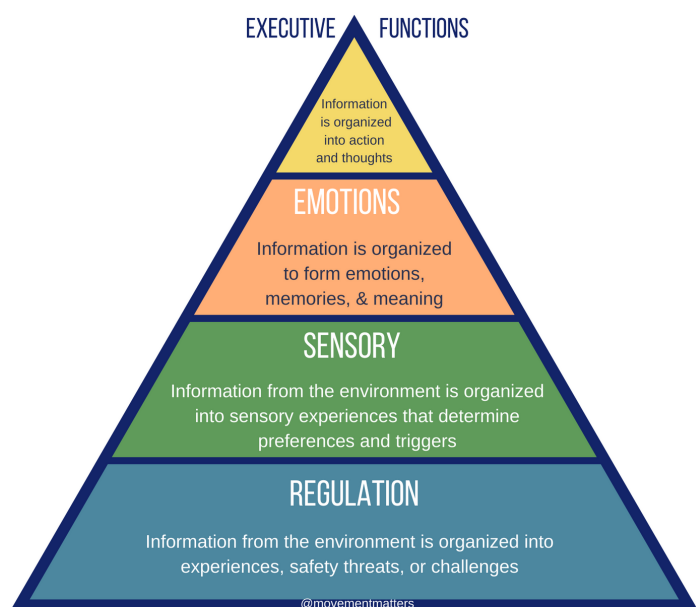 EXECUTIVE FUNCTIONS
Information
is organized
into action
and thoughts
EMOTIONS
Information is organized
to form emotions,
memories, & meaning
SENSORY
Information from the environment is organized
into sensory experiences that determine
preferences and triggers
REGULATION
Information from the environment is organized into
experiences, safety threats, or challenges
@movementmatters